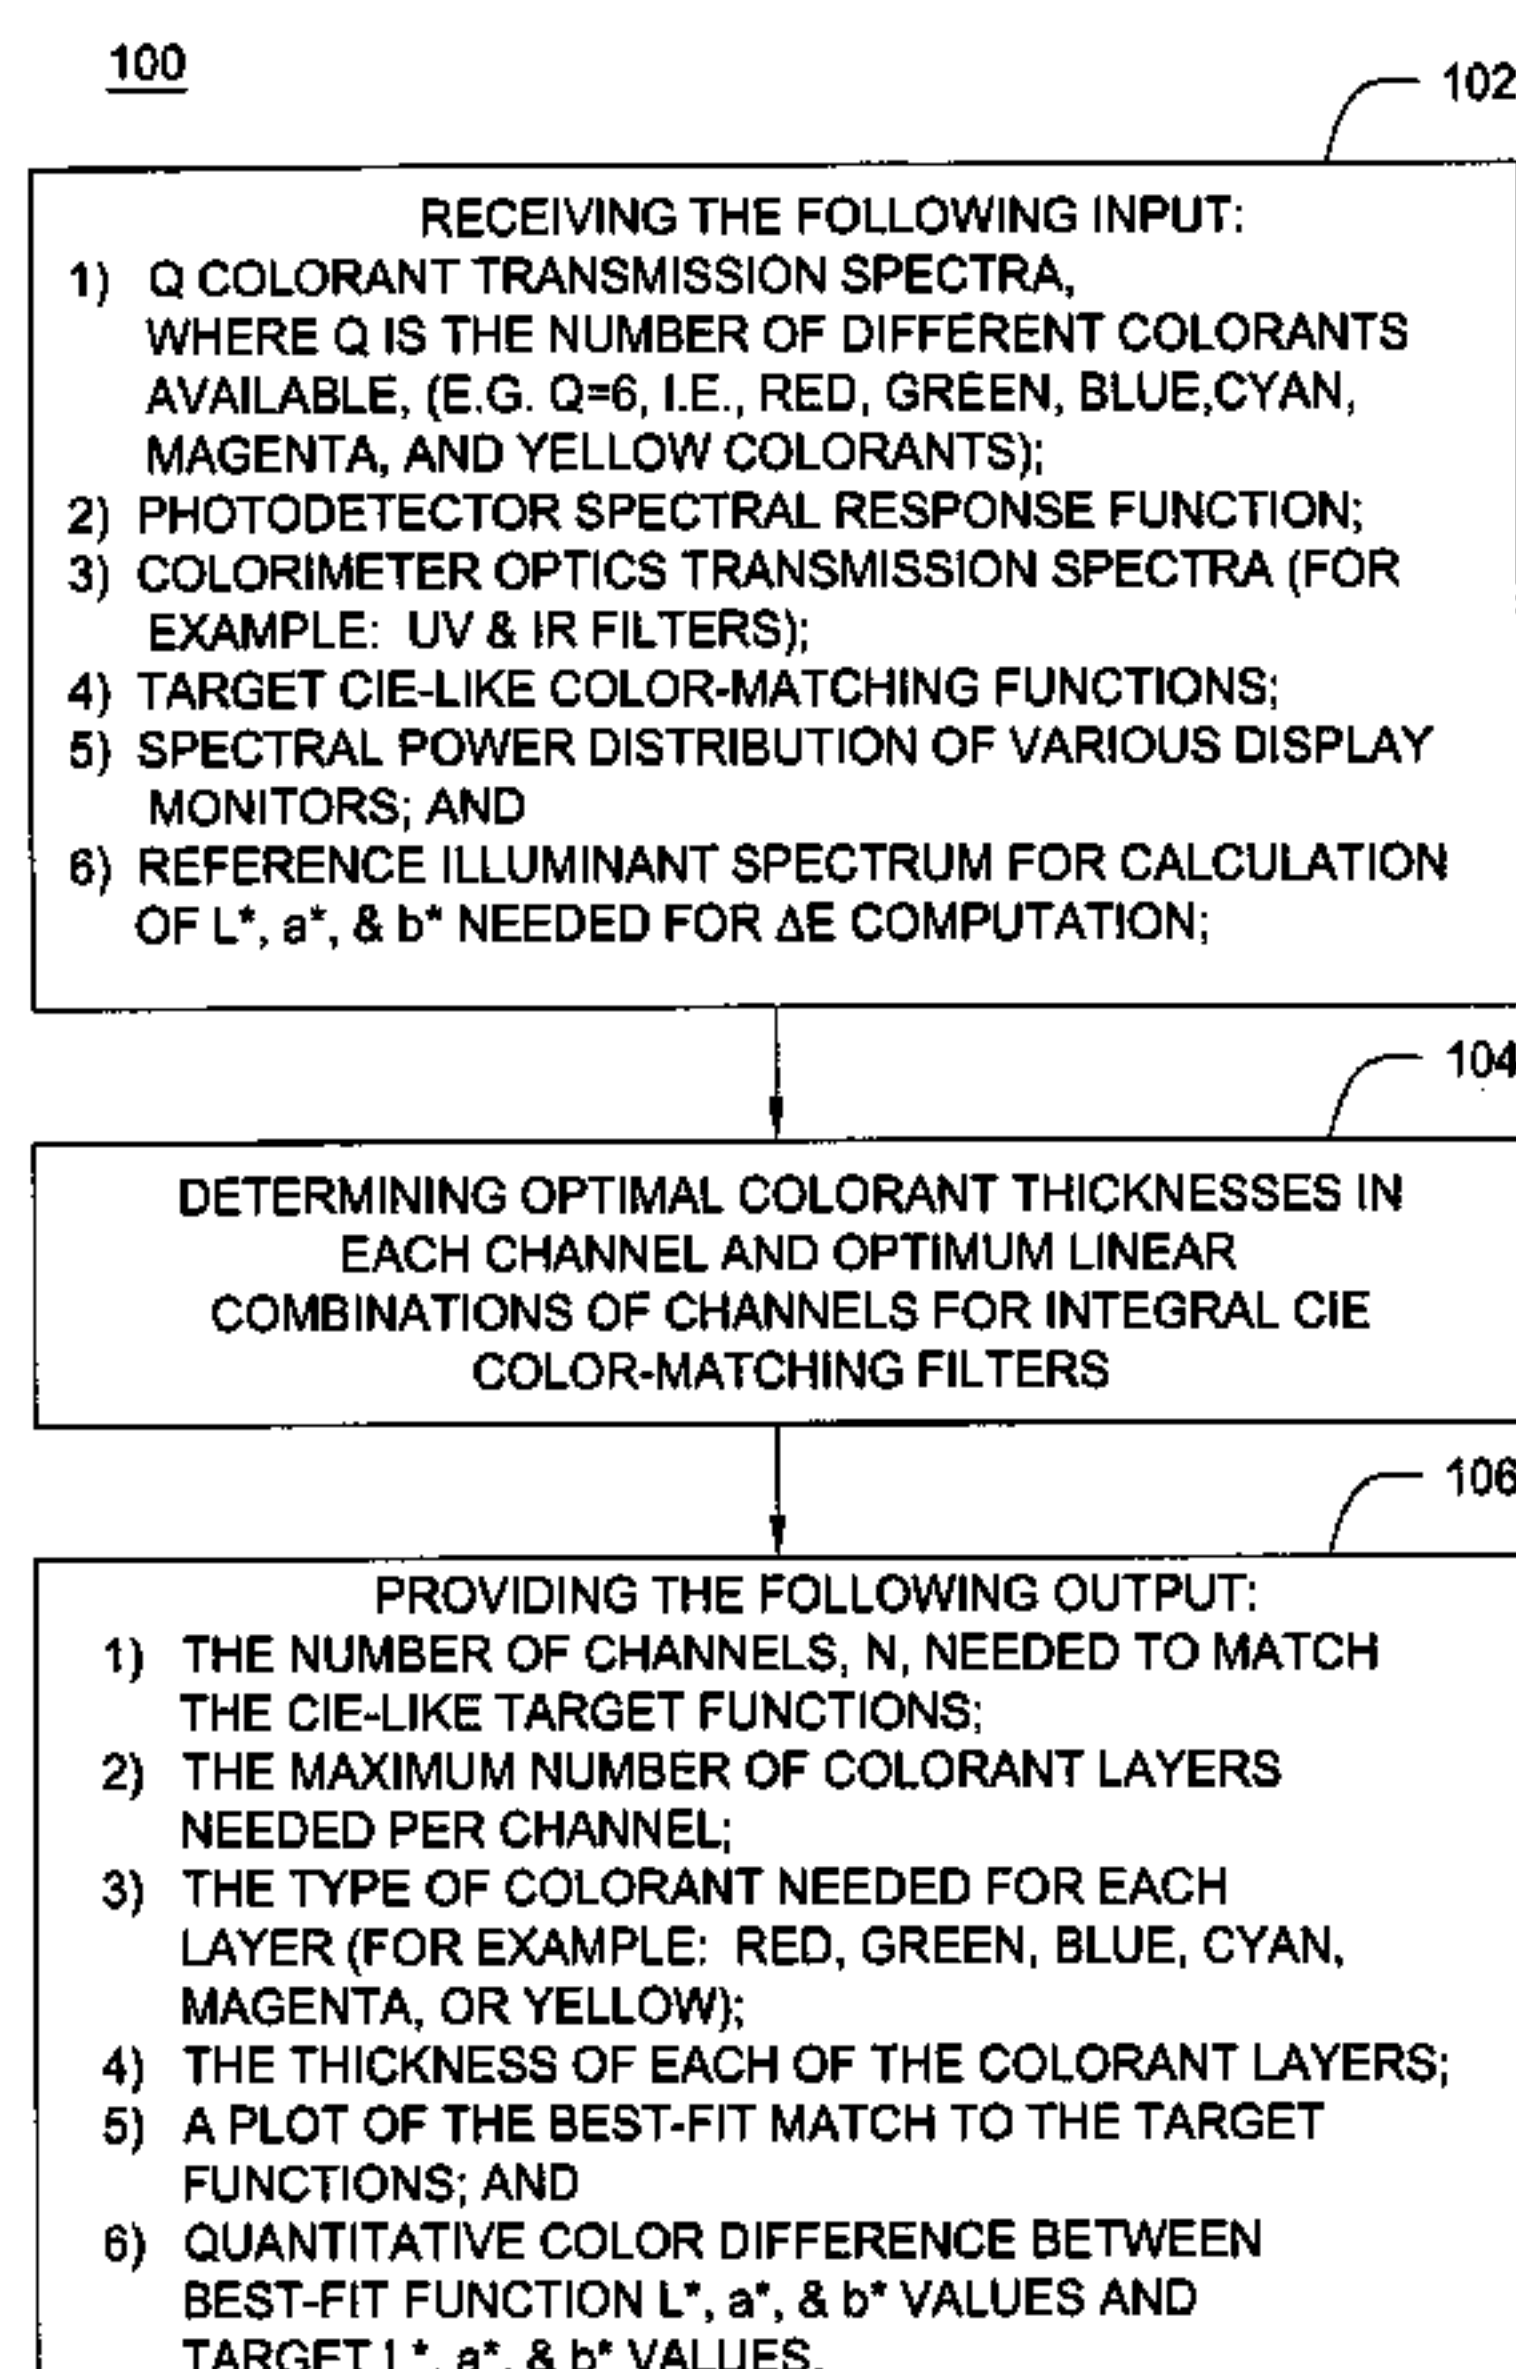 100
102
RECEIVING THE FOLLOWING INPUT:
1) Q COLORANT TRANSMISSION SPECTRA,
WHERE Q IS THE NUMBER OF DIFFERENT COLORANTS
AVAILABLE, (E.G. Q=6, I.E., RED, GREEN, BLUE,CYAN,
MAGENTA, AND YELLOW COLORANTS);
2) PHOTODETECTOR SPECTRAL RESPONSE FUNCTION;
3) COLORIMETER OPTICS TRANSMISSION SPECTRA (FOR
EXAMPLE: UV & IR FILTERS);
4) TARGET CIE-LIKE COLOR-MATCHING FUNCTIONS;
5) SPECTRAL POWER DISTRIBUTION OF VARIOUS DISPLAY
MONITORS; AND
6) REFERENCE ILLUMINANT SPECTRUM FOR CALCULATION
OF L*, a*, & b* NEEDED FOR ΔE COMPUTATION;
104
DETERMINING OPTIMAL COLORANT THICKNESSES IN
EACH CHANNEL AND OPTIMUM LINEAR
COMBINATIONS OF CHANNELS FOR INTEGRAL CIE
COLOR-MATCHING FILTERS
106
PROVIDING THE FOLLOWING OUTPUT:
1) THE NUMBER OF CHANNELS, N, NEEDED TO MATCH
THE CIE-LIKE TARGET FUNCTIONS;
2) THE MAXIMUM NUMBER OF COLORANT LAYERS
NEEDED PER CHANNEL;
3) THE TYPE OF COLORANT NEEDED FOR EACH
LAYER (FOR EXAMPLE: RED, GREEN, BLUE, CYAN,
MAGENTA, OR YELLOW);
4) THE THICKNESS OF EACH OF THE COLORANT LAYERS;
5) A PLOT OF THE BEST-FIT MATCH TO THE TARGET
FUNCTIONS; AND
6) QUANTITATIVE COLOR DIFFERENCE BETWEEN
BEST-FIT FUNCTION L*, a*, & b* VALUES AND
TARGET L*, a*, & b* VALUES.